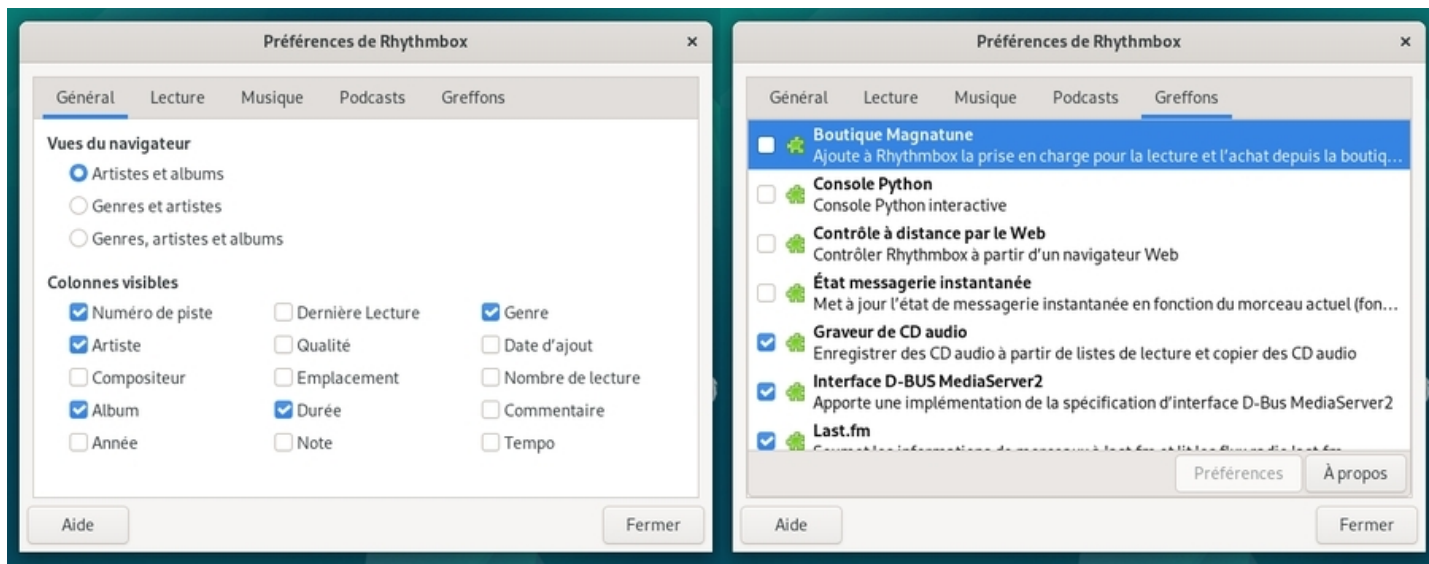 Préférences de Rhythmbox ×
Général Lecture Musique Podcasts Greffons
Vues du navigateur
Artistes et albums
Genres et artistes
Genres, artistes et albums
Colonnes visibles
Numéro de piste Dernière Lecture Genre
Artiste Qualité Date d'ajout
Compositeur Emplacement Nombre de lecture
Album Durée Commentaire
Année Note Tempo
Aide Fermer
Préférences de Rhythmbox ×
Général Lecture Musique Podcasts Greffons
Boutique Magnatune
Ajoute à Rhythmbox la prise en charge pour la lecture et l'achat depuis la boutiq...
Console Python
Console Python interactive
Contrôle à distance par le Web
Contrôler Rhythmbox à partir d'un navigateur Web
État messagerie instantanée
Met à jour l'état de messagerie instantanée en fonction du morceau actuel (fon...
Graveur de CD audio
Enregistrer des CD audio à partir de listes de lecture et copier des CD audio
Interface D-BUS MediaServer2
Apporte une implémentation de la spécification d'interface D-Bus MediaServer2
Last.fm
Préférences À propos
Aide Fermer